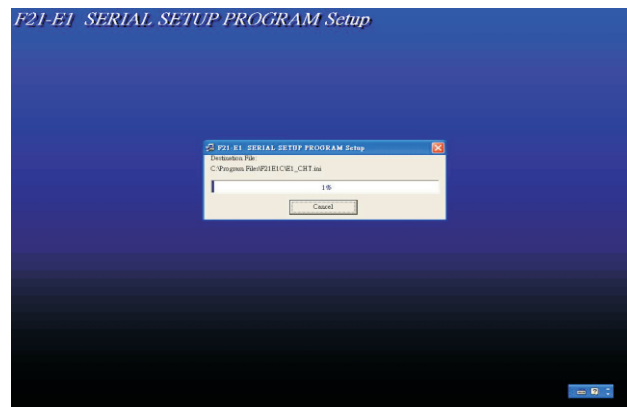 F21-E1 SERIAL SETUP PROGRAM Setup
F21-E1 SERIAL SETUP PROGRAM Setup
Destination File:
C:\Program Files\F21E1C\E1_CHT.ini
1%
Cancel